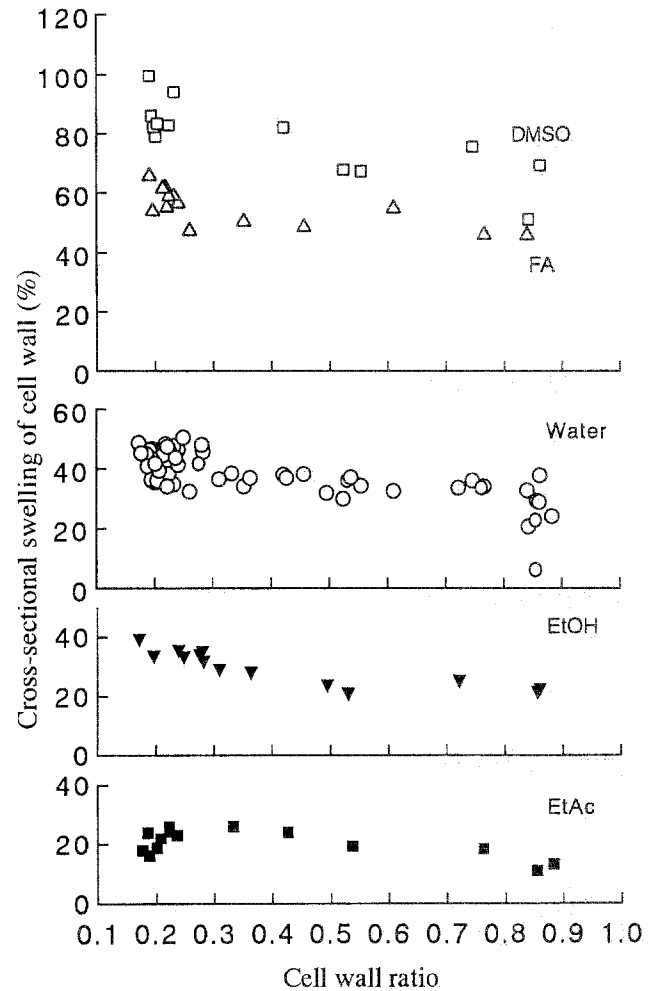 120
100
80
60
40
20
0
DMSO
FA
60
40
20
0
Water
40
20
0
EtOH
40
20
0
EtAc
0.1 0.2 0.3 0.4 0.5 0.6 0.7 0.8 0.9 1.0
Cell wall ratio
Cross-sectional swelling of cell wall (%)